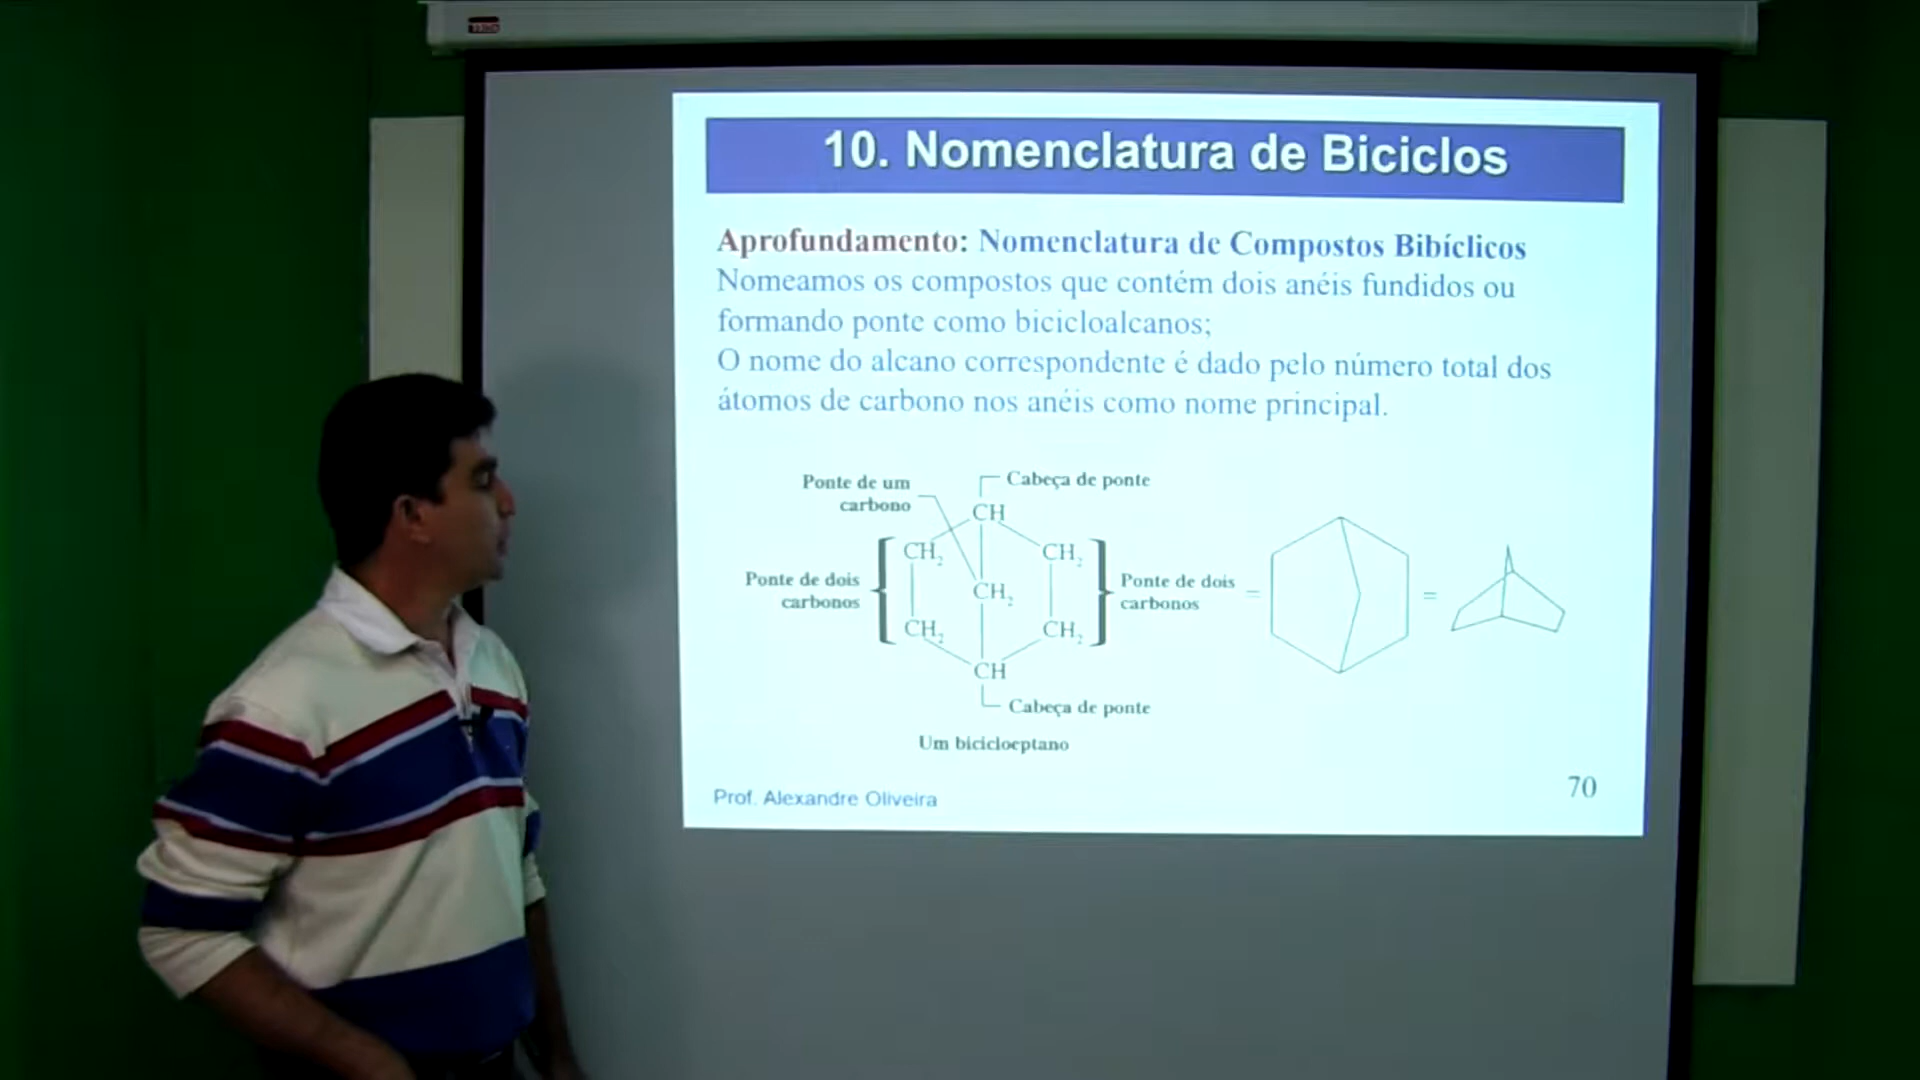 10. Nomenclatura de Biciclos
Aprofundamento: Nomenclatura de Compostos Bibíclicos
Nomeamos os compostos que contém dois anéis fundidos ou
formando ponte como bicicloalcanos;
O nome do alcano correspondente é dado pelo número total dos
átomos de carbono nos anéis como nome principal.
Ponte de um
carbono
Cabeça de ponte
CH
CH₂ CH₂
Ponte de dois
carbonos
CH₂
Ponte de dois
carbonos
= =
CH₂ CH₂
CH
Cabeça de ponte
Um bicicloeptano
Prof. Alexandre Oliveira
70